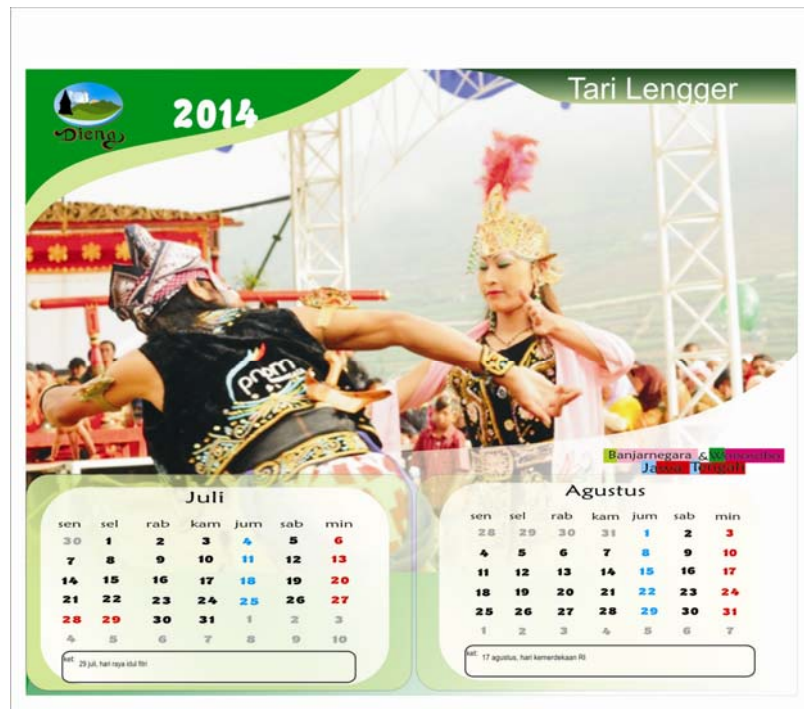 Dieng
2014
Tari Lengger
pnpm
Banjarnegara & Wonosobo
Jawa Tengah
Juli
sen sel rab kam jum sab min
30 1 2 3 4 5 6
7 8 9 10 11 12 13
14 15 16 17 18 19 20
21 22 23 24 25 26 27
28 29 30 31 1 2 3
4 5 6 7 8 9 10
ket: juli, hari raya idul fitri
Agustus
sen sel rab kam jum sab min
28 29 30 31 1 2 3
4 5 6 7 8 9 10
11 12 13 14 15 16 17
18 19 20 21 22 23 24
25 26 27 28 29 30 31
1 2 3 4 5 6 7
ket: 17 agustus, hari kemerdekaan RI